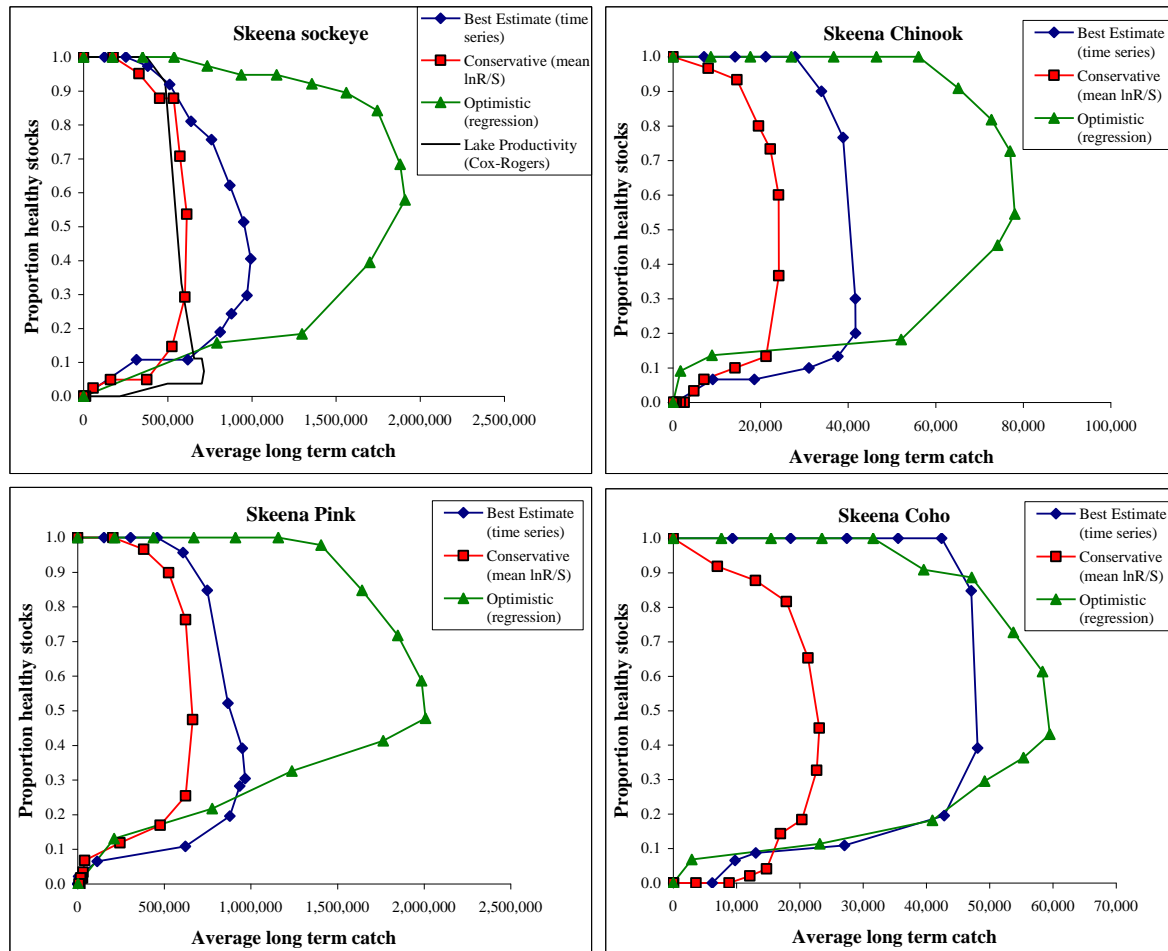 Skeena sockeye
Best Estimate (time
series)
Conservative (mean
lnR/S)
Optimistic
(regression)
Lake Productivity
(Cox-Rogers)
Proportion healthy stocks
1.0
0.9
0.8
0.7
0.6
0.5
0.4
0.3
0.2
0.1
0.0
0 500,000 1,000,000 1,500,000 2,000,000 2,500,000
Average long term catch
Skeena Chinook
Best Estimate
(time series)
Conservative
(mean lnR/S)
Optimistic
(regression)
Proportion healthy stocks
1.0
0.9
0.8
0.7
0.6
0.5
0.4
0.3
0.2
0.1
0.0
0 20,000 40,000 60,000 80,000 100,000
Average long term catch
Skeena Pink
Best Estimate
(time series)
Conservative
(mean lnR/S)
Optimistic
(regression)
Proportion healthy stocks
1.0
0.9
0.8
0.7
0.6
0.5
0.4
0.3
0.2
0.1
0.0
0 500,000 1,000,000 1,500,000 2,000,000 2,500,000
Average long term catch
Skeena Coho
Best Estimate
(time series)
Conservative
(mean lnR/S)
Optimistic
(regression)
Proportion healthy stocks
1.0
0.9
0.8
0.7
0.6
0.5
0.4
0.3
0.2
0.1
0.0
0 10,000 20,000 30,000 40,000 50,000 60,000 70,000
Average long term catch